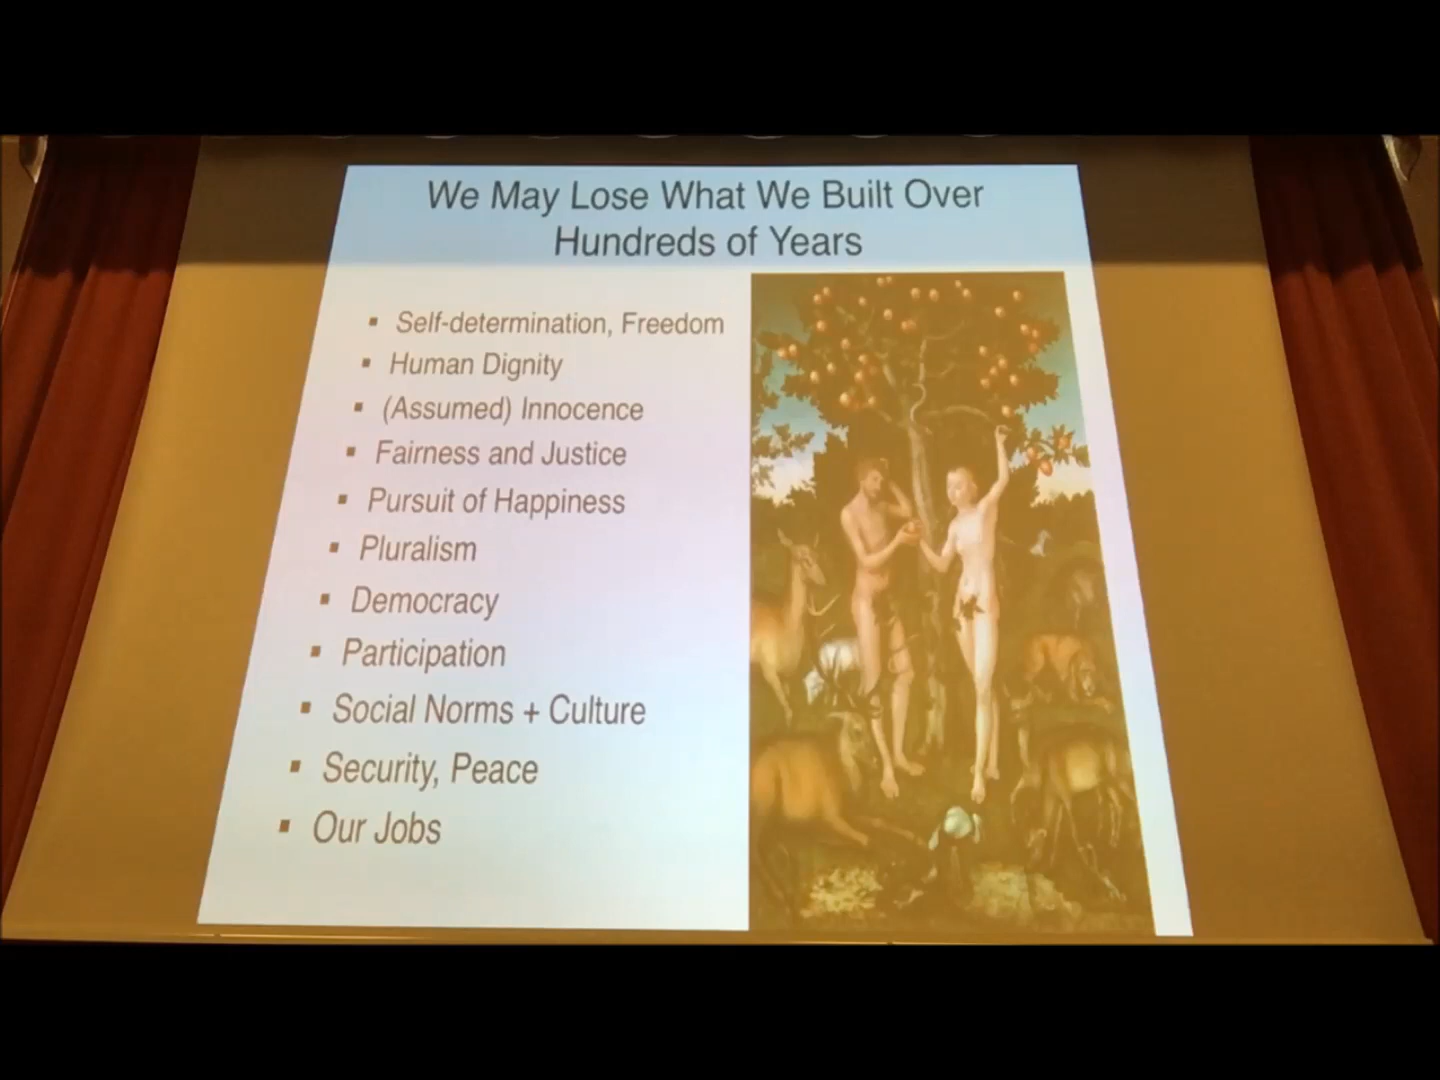 We May Lose What We Built Over
Hundreds of Years
▪ Self-determination, Freedom
▪ Human Dignity
▪ (Assumed) Innocence
▪ Fairness and Justice
▪ Pursuit of Happiness
▪ Pluralism
▪ Democracy
▪ Participation
▪ Social Norms + Culture
▪ Security, Peace
▪ Our Jobs